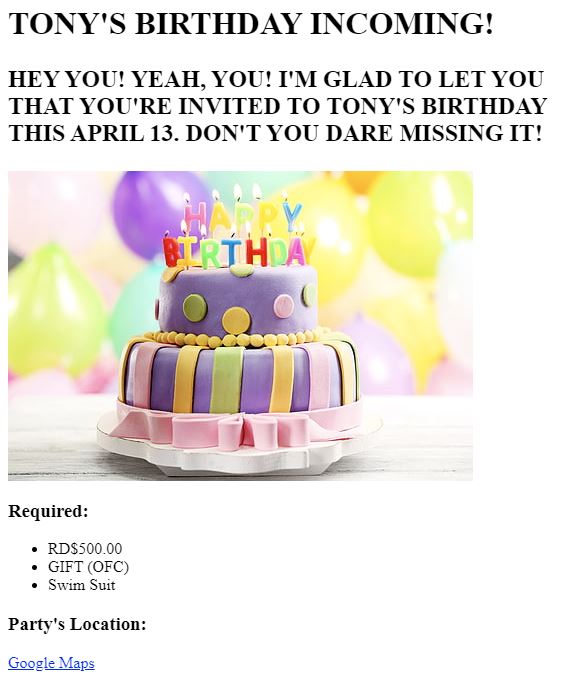 TONY'S BIRTHDAY INCOMING!
HEY YOU! YEAH, YOU! I'M GLAD TO LET YOU
THAT YOU'RE INVITED TO TONY'S BIRTHDAY
THIS APRIL 13. DON'T YOU DARE MISSING IT!
HAPPY
BIRTHDAY
Required:
RD$500.00
GIFT (OFC)
Swim Suit
Party's Location:
Google Maps